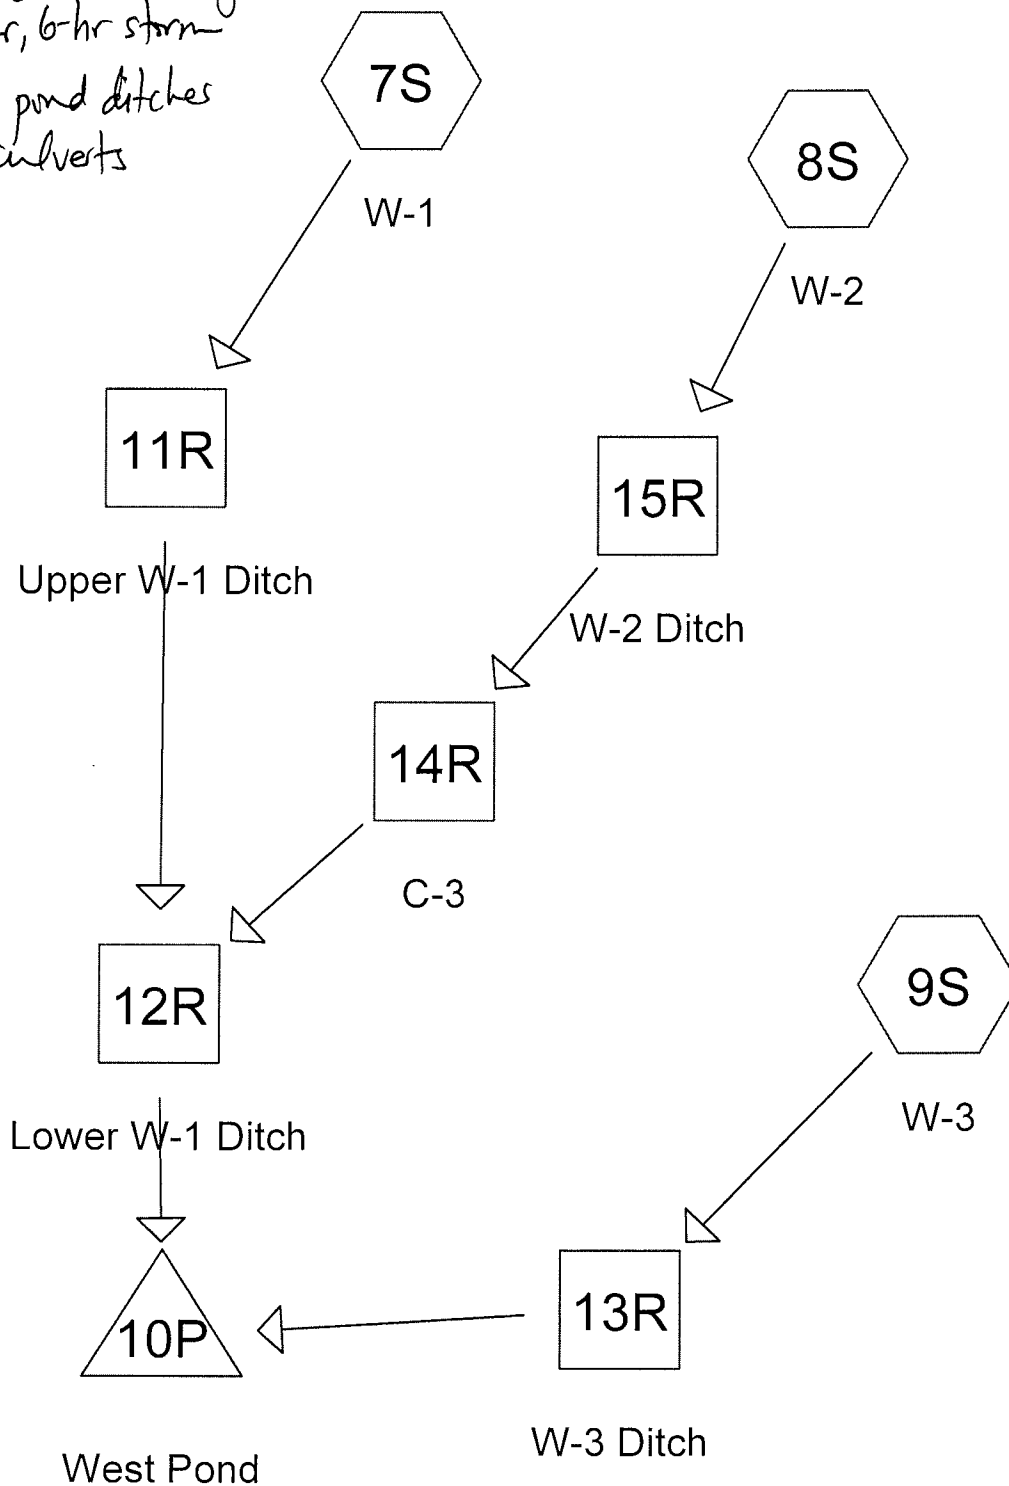 6-hr storm
pond ditches
culverts
7S
W-1
8S
W-2
11R
Upper W-1 Ditch
15R
W-2 Ditch
14R
C-3
12R
Lower W-1 Ditch
9S
W-3
13R
W-3 Ditch
10P
West Pond